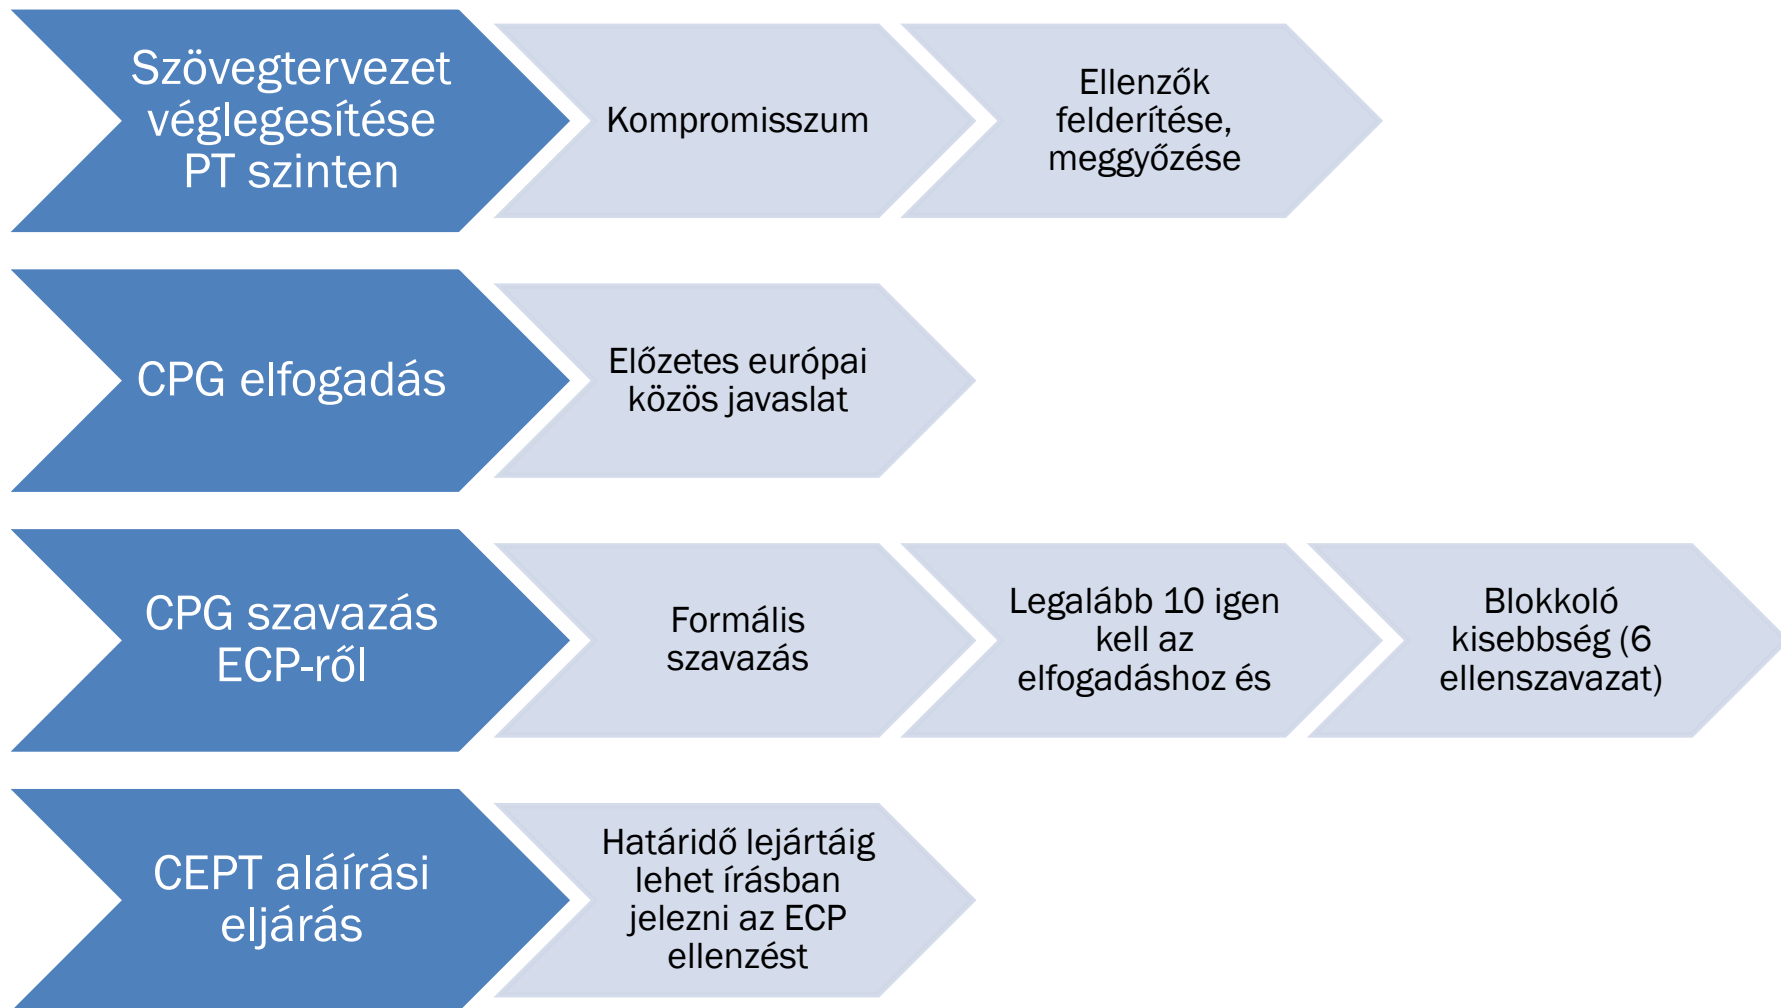 Szövegtervezet
véglegesítése
PT szinten
Kompromisszum
Ellenzők
felderítése,
meggyőzése
CPG elfogadás
Előzetes európai
közös javaslat
CPG szavazás
ECP-ről
Formális
szavazás
Legalább 10 igen
kell az
elfogadáshoz és
Blokkoló
kisebbség (6
ellenszavazat)
CEPT aláírási
eljárás
Határidő lejártáig
lehet írásban
jelezni az ECP
ellenzést